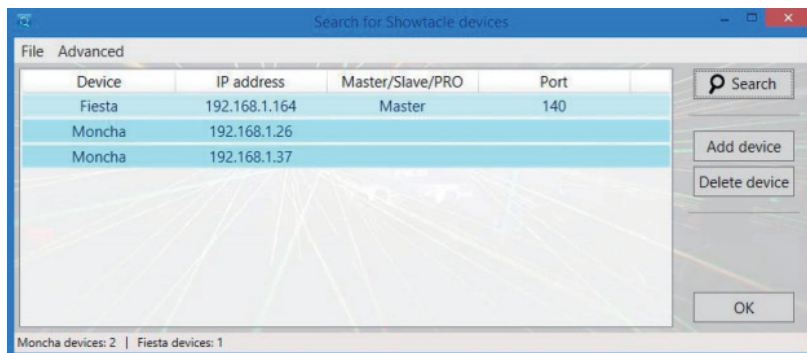 Search for Showtacle devices
File Advanced
Device IP address Master/Slave/PRO Port
Fiesta 192.168.1.164 Master 140
Moncha 192.168.1.26
Moncha 192.168.1.37
Search
Add device
Delete device
OK
Moncha devices: 2 | Fiesta devices: 1